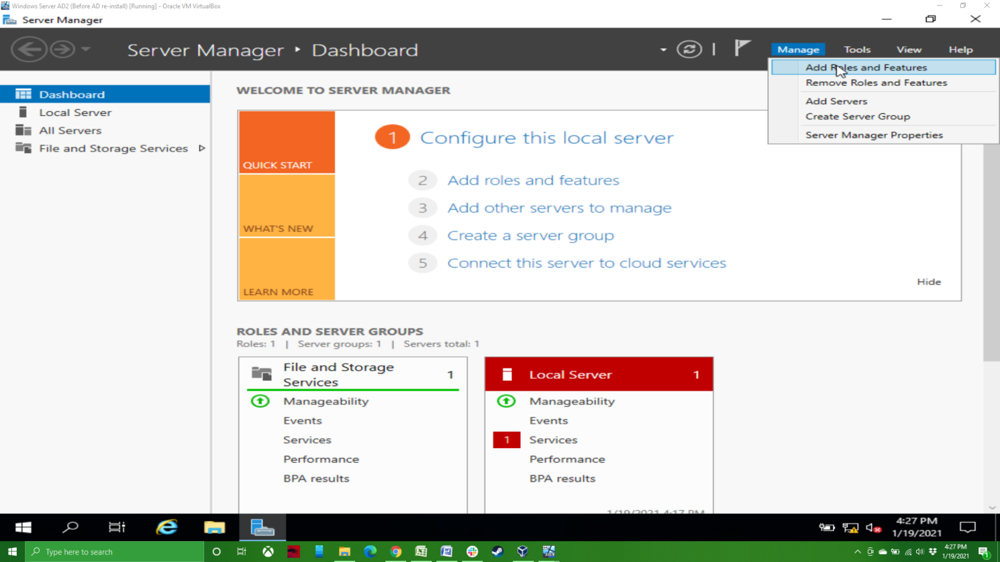 Windows Server AD2 (Before AD re-install) [Running] - Oracle VM VirtualBox
Server Manager
Server Manager ‣ Dashboard
Manage Tools View Help
Add Roles and Features
Remove Roles and Features
Add Servers
Create Server Group
Server Manager Properties
Dashboard
Local Server
All Servers
File and Storage Services
WELCOME TO SERVER MANAGER
QUICK START
WHAT'S NEW
LEARN MORE
1 Configure this local server
2 Add roles and features
3 Add other servers to manage
4 Create a server group
5 Connect this server to cloud services
Hide
ROLES AND SERVER GROUPS
Roles: 1 | Server groups: 1 | Servers total: 1
File and Storage
Services
1
Manageability
Events
Services
Performance
BPA results
Local Server 1
Manageability
Events
1 Services
Performance
BPA results
1/19/2021 4:17 PM
4:27 PM
1/19/2021
Type here to search
4:27 PM
1/19/2021